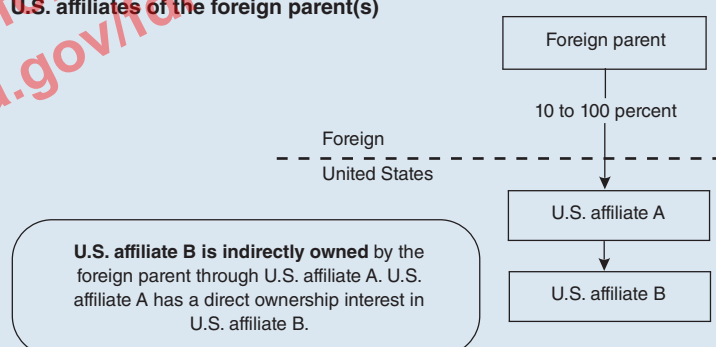 U.S. affiliates of the foreign parent(s)
Foreign parent
10 to 100 percent
Foreign
United States
U.S. affiliate A
U.S. affiliate B is indirectly owned by the
foreign parent through U.S. affiliate A. U.S.
affiliate A has a direct ownership interest in
U.S. affiliate B.
U.S. affiliate B